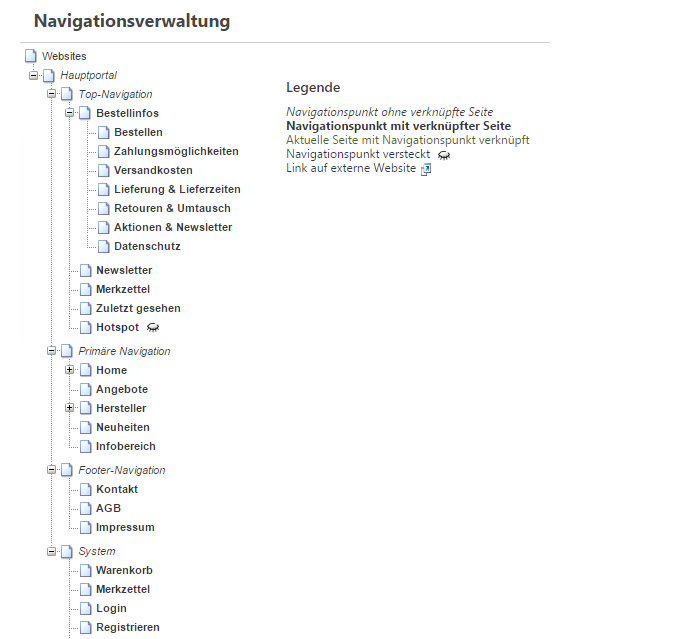 Navigationsverwaltung
Websites
Hauptportal
Top-Navigation
Bestellinfos
Bestellen
Zahlungsmöglichkeiten
Versandkosten
Lieferung & Lieferzeiten
Retouren & Umtausch
Aktionen & Newsletter
Datenschutz
Newsletter
Merkzettel
Zuletzt gesehen
Hotspot
Primäre Navigation
Home
Angebote
Hersteller
Neuheiten
Infobereich
Footer-Navigation
Kontakt
AGB
Impressum
System
Warenkorb
Merkzettel
Login
Registrieren
Legende
Navigationspunkt ohne verknüpfte Seite
Navigationspunkt mit verknüpfter Seite
Aktuelle Seite mit Navigationspunkt verknüpft
Navigationspunkt versteckt
Link auf externe Website